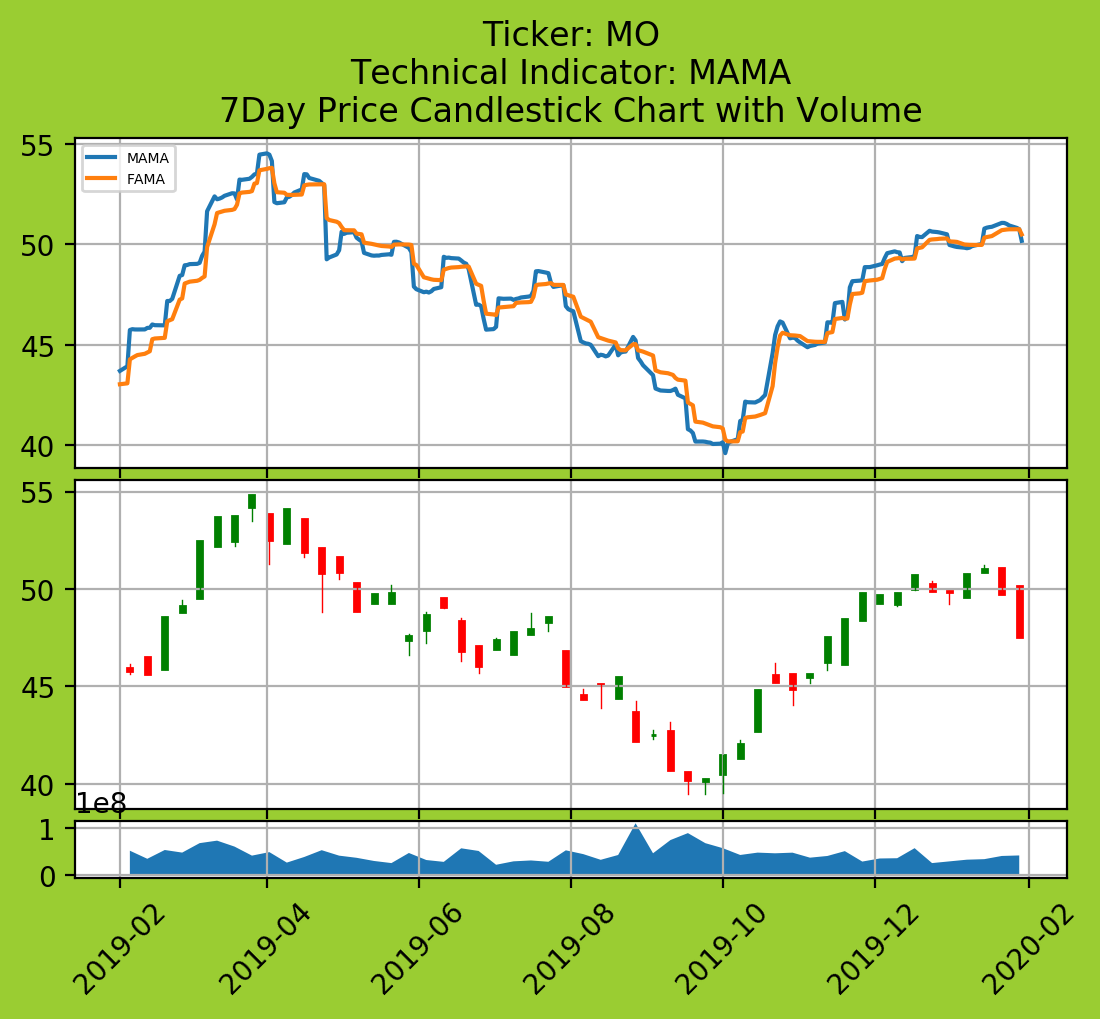 Ticker: MO
Technical Indicator: MAMA
7Day Price Candlestick Chart with Volume
55
50
45
40
MAMA
FAMA
55
50
45
40
1e8
1
0
2019-02
2019-04
2019-06
2019-08
2019-10
2019-12
2020-02